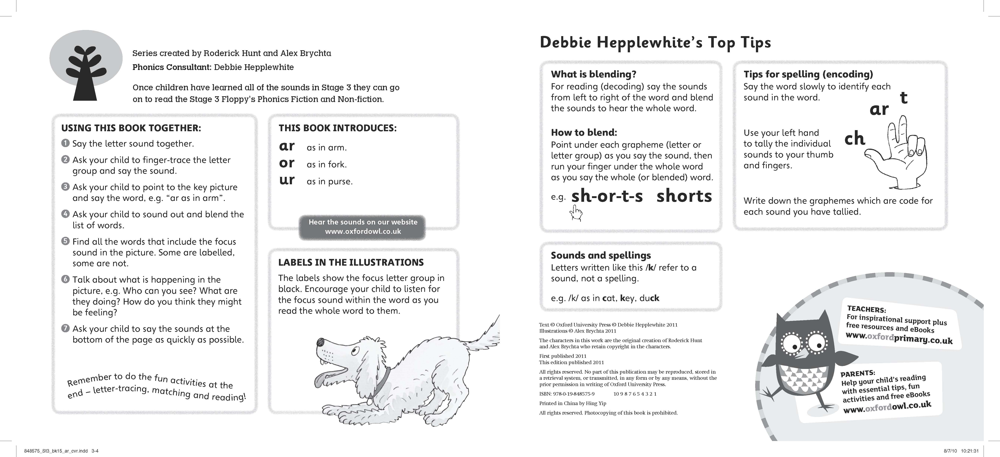 Series created by Roderick Hunt and Alex Brychta
Phonics Consultant: Debbie Hepplewhite
Once children have learned all of the sounds in Stage 3 they can go
on to read the Stage 3 Floppy's Phonics Fiction and Non-fiction.
USING THIS BOOK TOGETHER:
1 Say the letter sound together.
2 Ask your child to finger-trace the letter
group and say the sound.
3 Ask your child to point to the key picture
and say the word, e.g. “ar as in arm”.
4 Ask your child to sound out and blend the
list of words.
5 Find all the words that include the focus
sound in the picture. Some are labelled,
some are not.
6 Talk about what is happening in the
picture, e.g. Who can you see? What are
they doing? How do you think they might
be feeling?
7 Ask your child to say the sounds at the
bottom of the page as quickly as possible.
Remember to do the fun activities at the
end – letter-tracing, matching and reading!
THIS BOOK INTRODUCES:
ar as in arm.
or as in fork.
ur as in purse.
Hear the sounds on our website
www.oxfordowl.co.uk
LABELS IN THE ILLUSTRATIONS
The labels show the focus letter group in
black. Encourage your child to listen for
the focus sound within the word as you
read the whole word to them.
Debbie Hepplewhite's Top Tips
What is blending?
For reading (decoding) say the sounds
from left to right of the word and blend
the sounds to hear the whole word.
How to blend:
Point under each grapheme (letter or
letter group) as you say the sound, then
run your finger under the whole word
as you say the whole (or blended) word.
e.g. sh-or-t-s shorts
Tips for spelling (encoding)
Say the word slowly to identify each
sound in the word.
t
ar
ch
Use your left hand
to tally the individual
sounds to your thumb
and fingers.
Write down the graphemes which are code for
each sound you have tallied.
Sounds and spellings
Letters written like this /k/ refer to a
sound, not a spelling.
e.g. /k/ as in cat, key, duck
Text © Oxford University Press © Debbie Hepplewhite 2011
Illustrations © Alex Brychta 2011
The characters in this work are the original creation of Roderick Hunt
and Alex Brychta who retain copyright in the characters.
First published 2011
This edition published 2011
All rights reserved. No part of this publication may be reproduced, stored in
a retrieval system, or transmitted, in any form or by any means, without the
prior permission in writing of Oxford University Press.
ISBN: 978-0-19-848575-9 10 9 8 7 6 5 4 3 2 1
Printed in China by Hing Yip
All rights reserved. Photocopying of this book is prohibited.
TEACHERS:
For inspirational support plus
free resources and eBooks
www.oxfordprimary.co.uk
PARENTS:
Help your child's reading
with essential tips, fun
activities and free eBooks
www.oxfordowl.co.uk
848575_St3_bk15_ar_cvr.indd 3-4
8/7/10 10:21:31